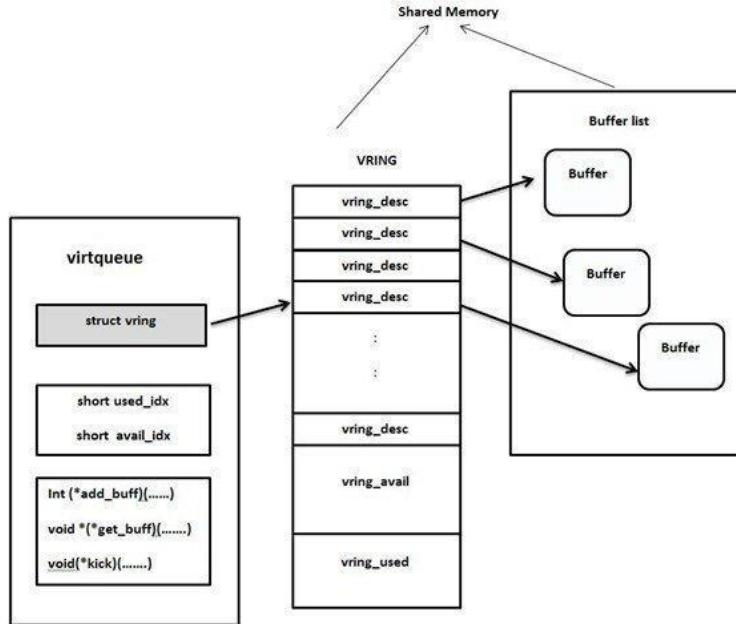 Shared Memory
virtqueue
struct vring
short used_idx
short avail_idx
Int (*add_buff)(......)
void *(*get_buff)(.......)
void(*kick)(.......)
VRING
vring_desc
vring_desc
vring_desc
vring_desc
:
:
vring_desc
vring_avail
vring_used
Buffer list
Buffer
Buffer
Buffer